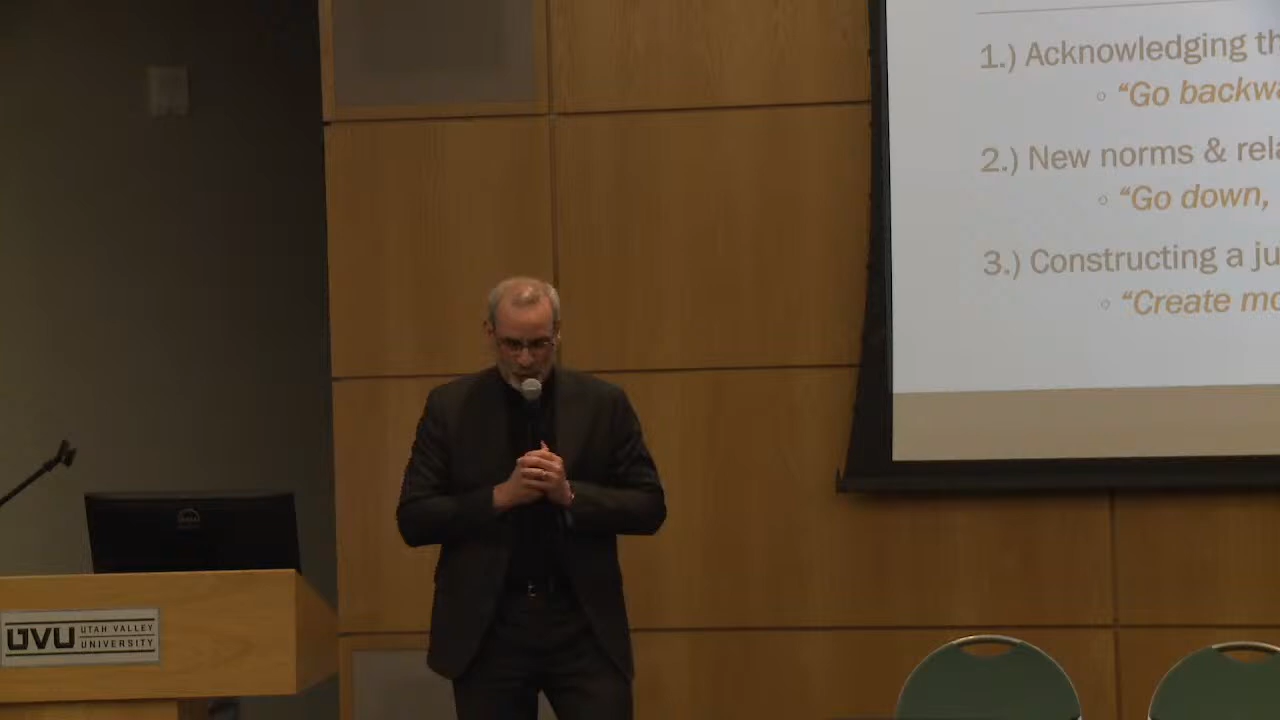 1.) Acknowledging th
"Go backwa
2.) New norms & rela
"Go down,
3.) Constructing a ju
"Create mo
UVU UTAH VALLEY
UNIVERSITY
DELL